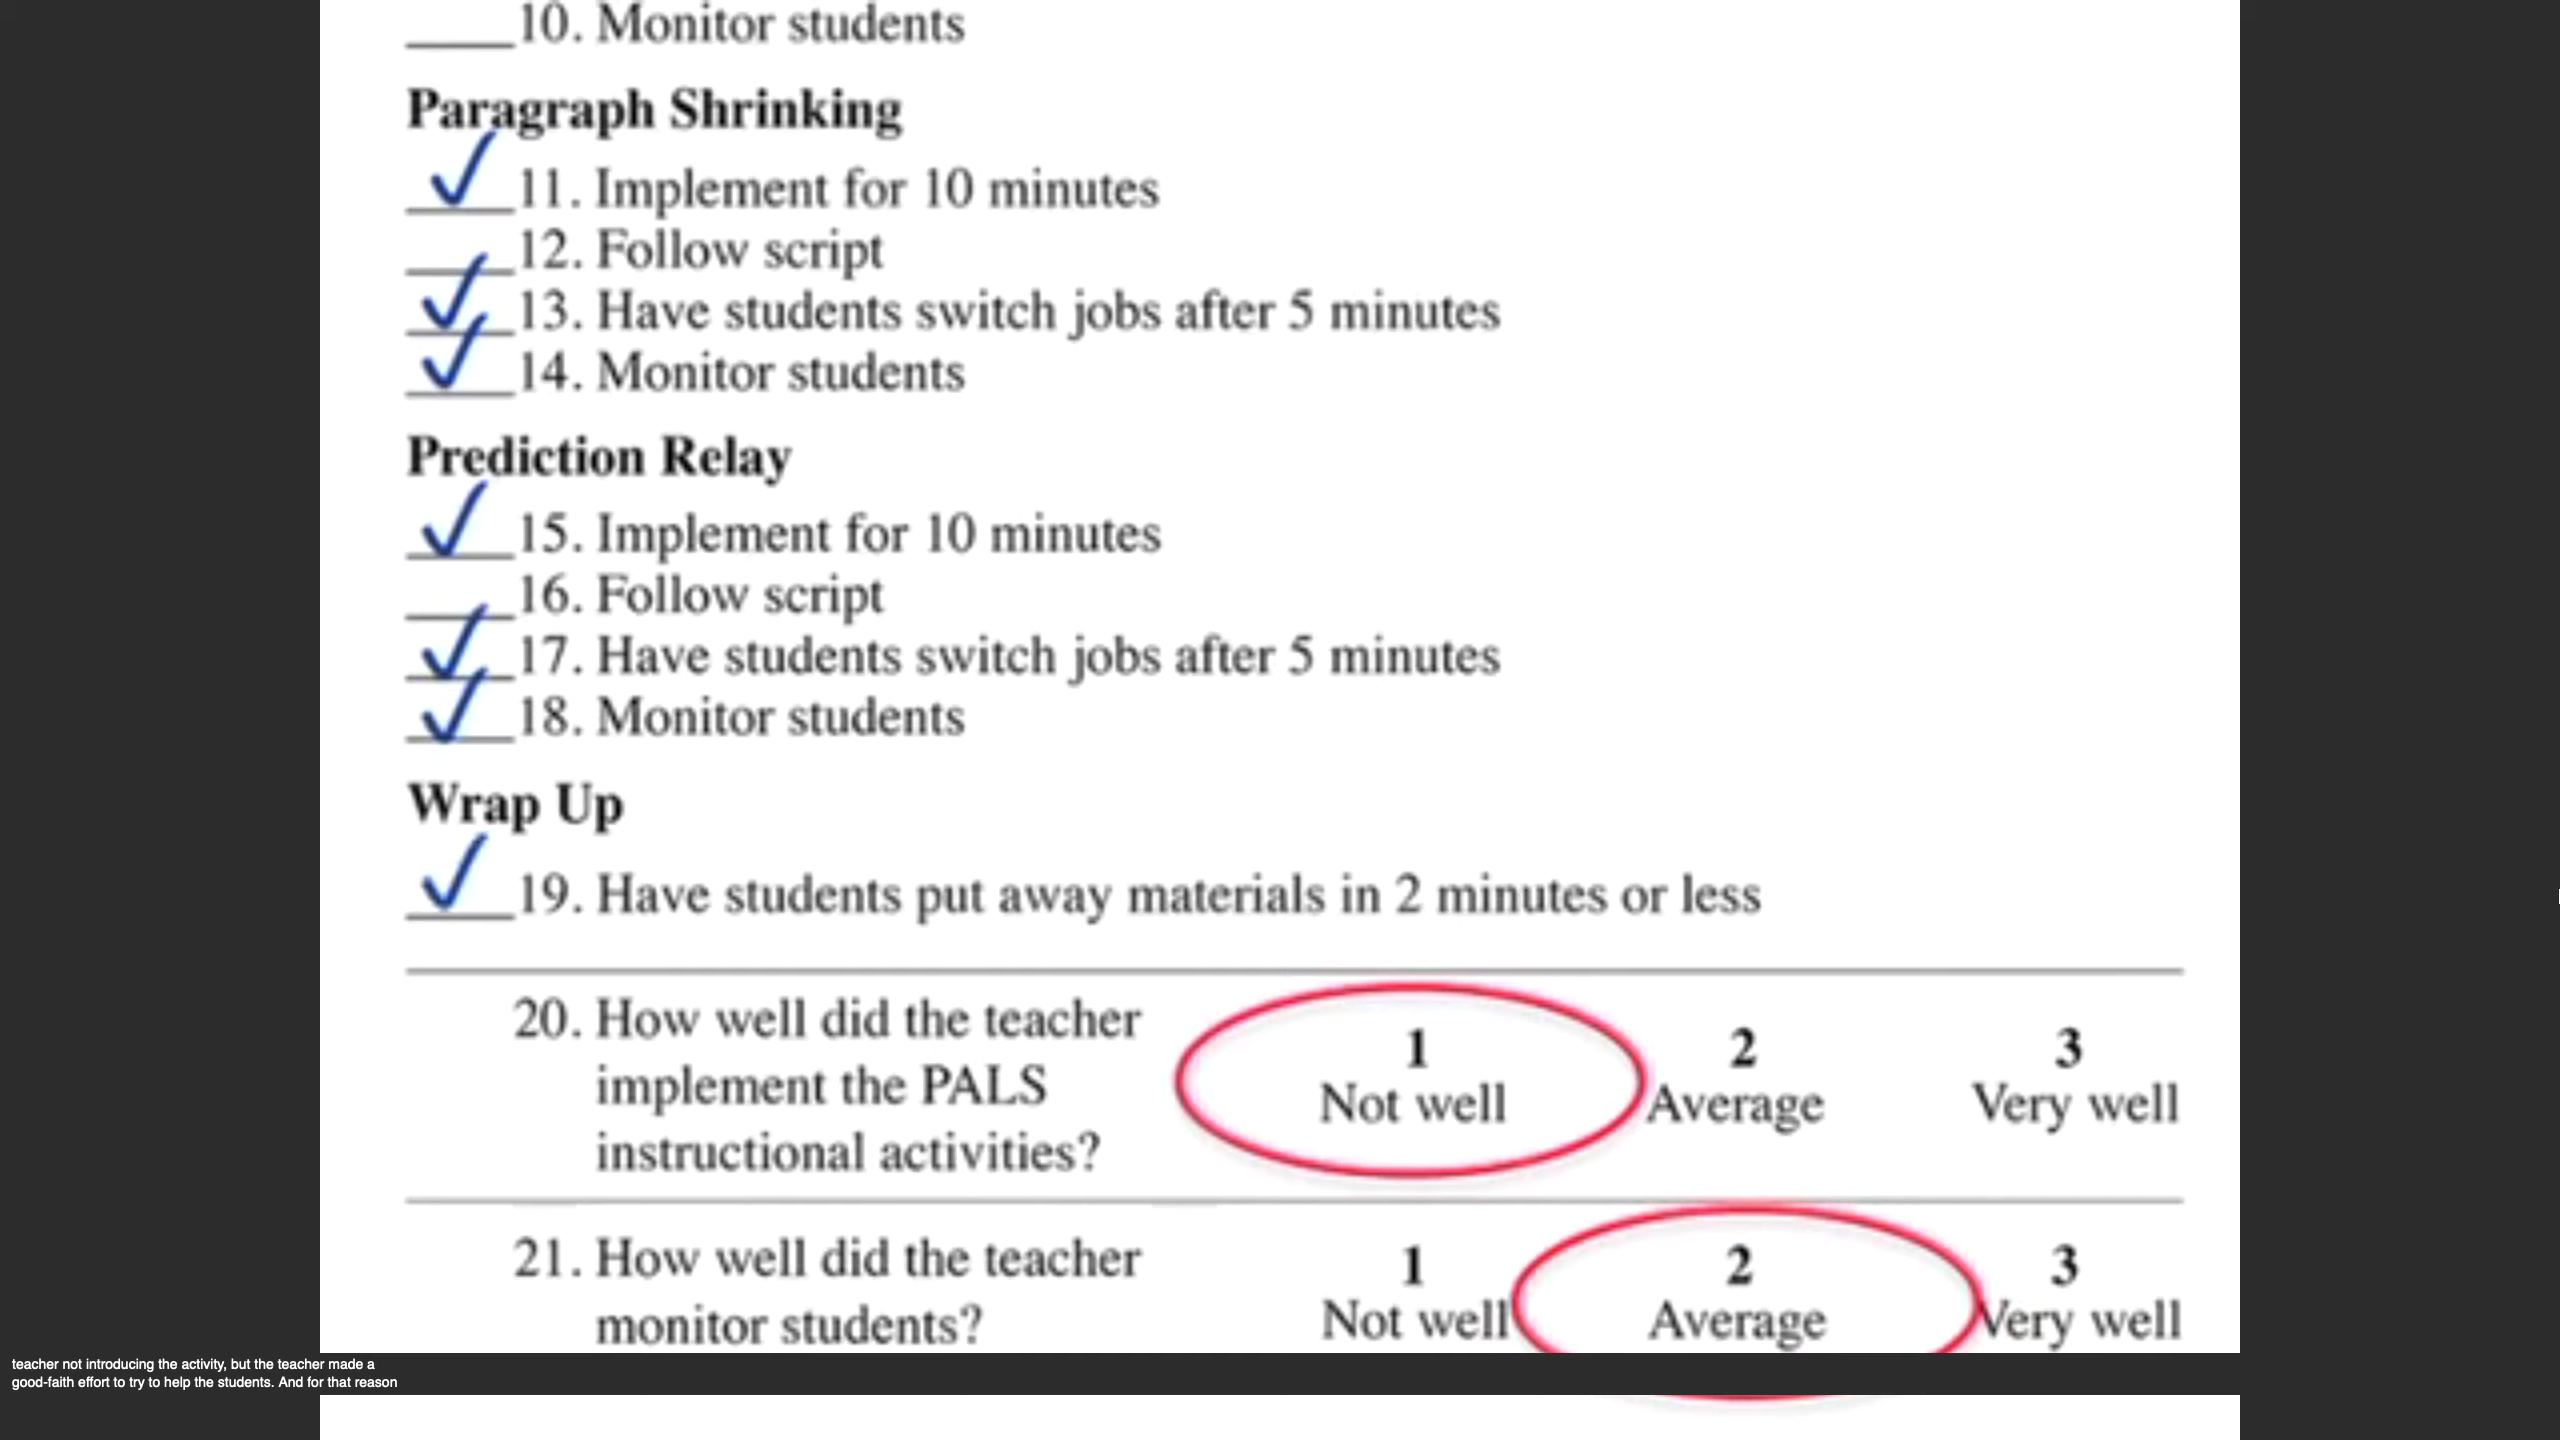 10. Monitor students
Paragraph Shrinking
✓ 11. Implement for 10 minutes
12. Follow script
✓ 13. Have students switch jobs after 5 minutes
✓ 14. Monitor students
Prediction Relay
✓ 15. Implement for 10 minutes
16. Follow script
✓ 17. Have students switch jobs after 5 minutes
✓ 18. Monitor students
Wrap Up
✓ 19. Have students put away materials in 2 minutes or less
20. How well did the teacher
implement the PALS
instructional activities?
1 2 3
Not well Average Very well
21. How well did the teacher
monitor students?
1 2 3
Not well Average Very well
teacher not introducing the activity, but the teacher made a
good-faith effort to try to help the students. And for that reason